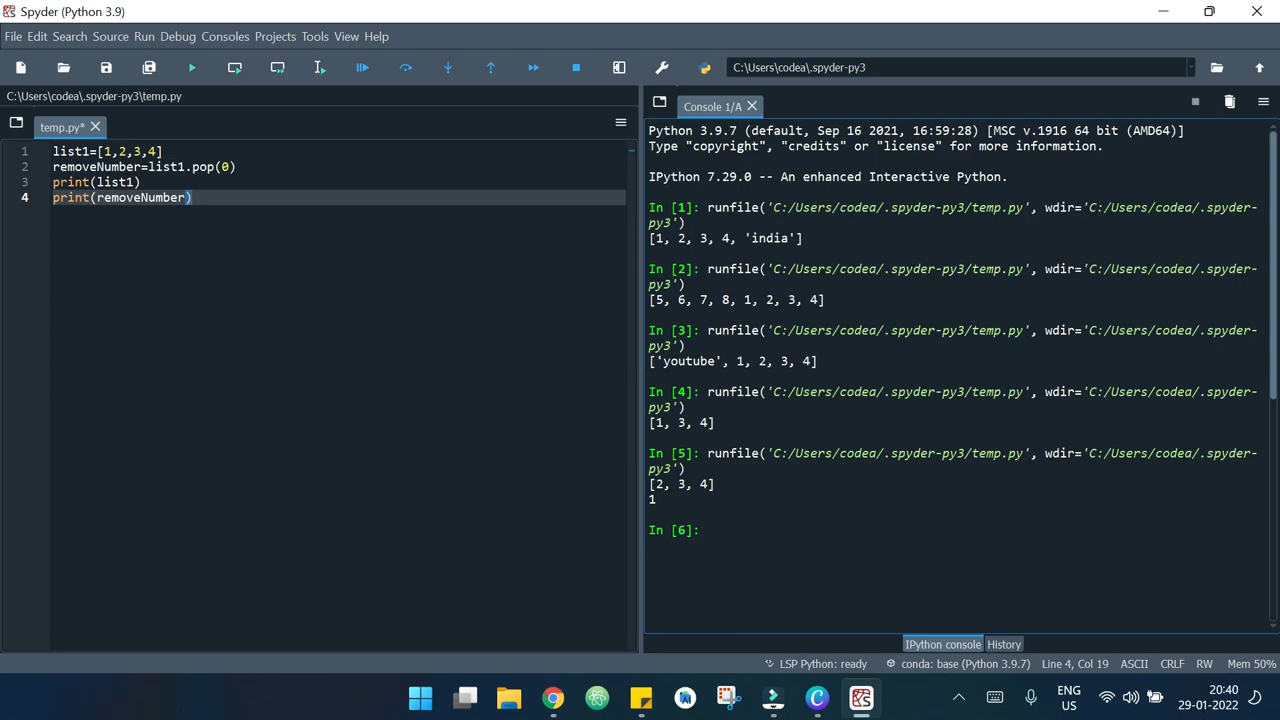 Spyder (Python 3.9)
File Edit Search Source Run Debug Consoles Projects Tools View Help
C:\Users\codea\.spyder-py3
C:\Users\codea\.spyder-py3\temp.py
temp.py*
1 list1=[1,2,3,4]
2 removeNumber=list1.pop(0)
3 print(list1)
4 print(removeNumber)
Console 1/A
Python 3.9.7 (default, Sep 16 2021, 16:59:28) [MSC v.1916 64 bit (AMD64)]
Type "copyright", "credits" or "license" for more information.
IPython 7.29.0 -- An enhanced Interactive Python.
In [1]: runfile('C:/Users/codea/.spyder-py3/temp.py', wdir='C:/Users/codea/.spyder-
py3')
[1, 2, 3, 4, 'india']
In [2]: runfile('C:/Users/codea/.spyder-py3/temp.py', wdir='C:/Users/codea/.spyder-
py3')
[5, 6, 7, 8, 1, 2, 3, 4]
In [3]: runfile('C:/Users/codea/.spyder-py3/temp.py', wdir='C:/Users/codea/.spyder-
py3')
['youtube', 1, 2, 3, 4]
In [4]: runfile('C:/Users/codea/.spyder-py3/temp.py', wdir='C:/Users/codea/.spyder-
py3')
[1, 3, 4]
In [5]: runfile('C:/Users/codea/.spyder-py3/temp.py', wdir='C:/Users/codea/.spyder-
py3')
[2, 3, 4]
1
In [6]:
IPython console History
LSP Python: ready conda: base (Python 3.9.7) Line 4, Col 19 ASCII CRLF RW Mem 50%
ENG
US
20:40
29-01-2022